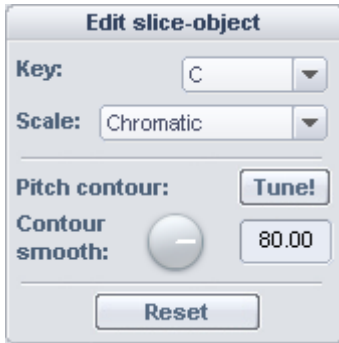 Edit slice-object
Key: C
Scale: Chromatic
Pitch contour: Tune!
Contour
smooth: 80.00
Reset